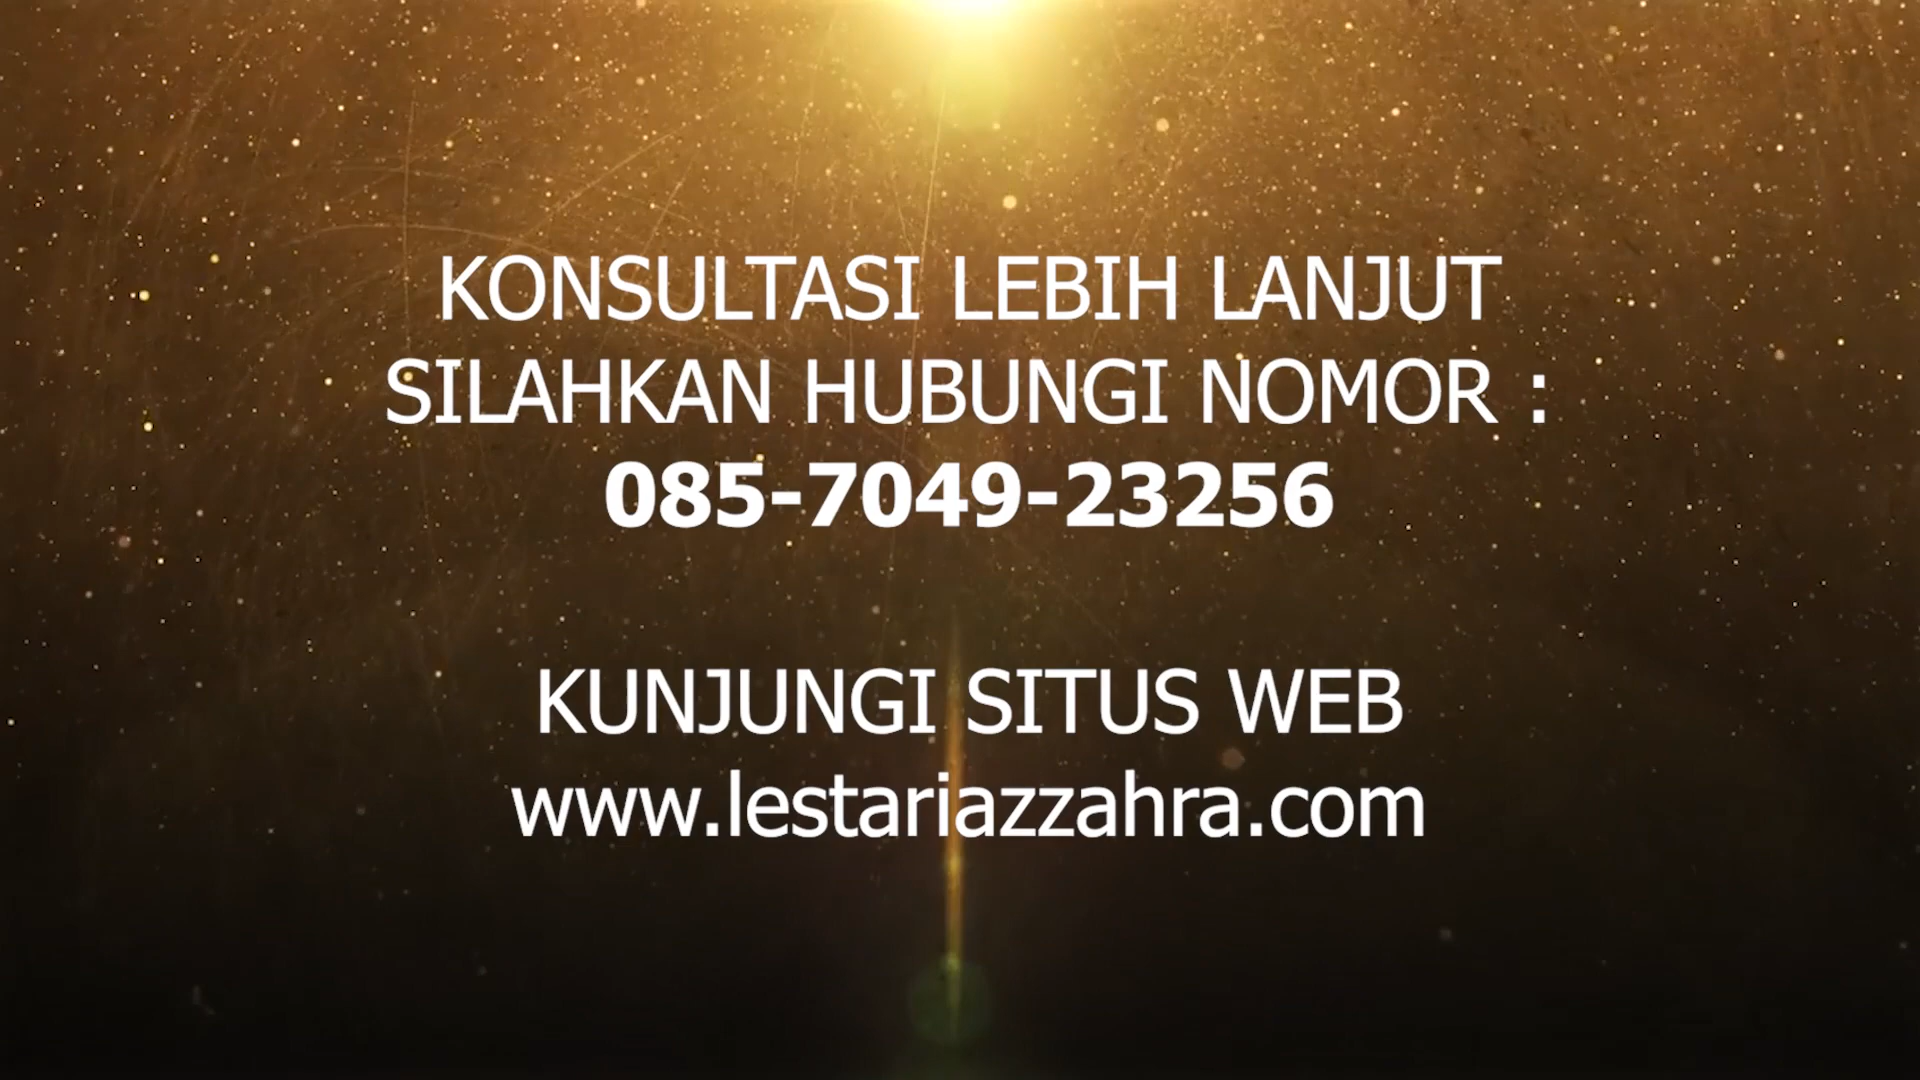 KONSULTASI LEBIH LANJUT
SILAHKAN HUBUNGI NOMOR :
085-7049-23256
KUNJUNGI SITUS WEB
www.lestariazzahra.com